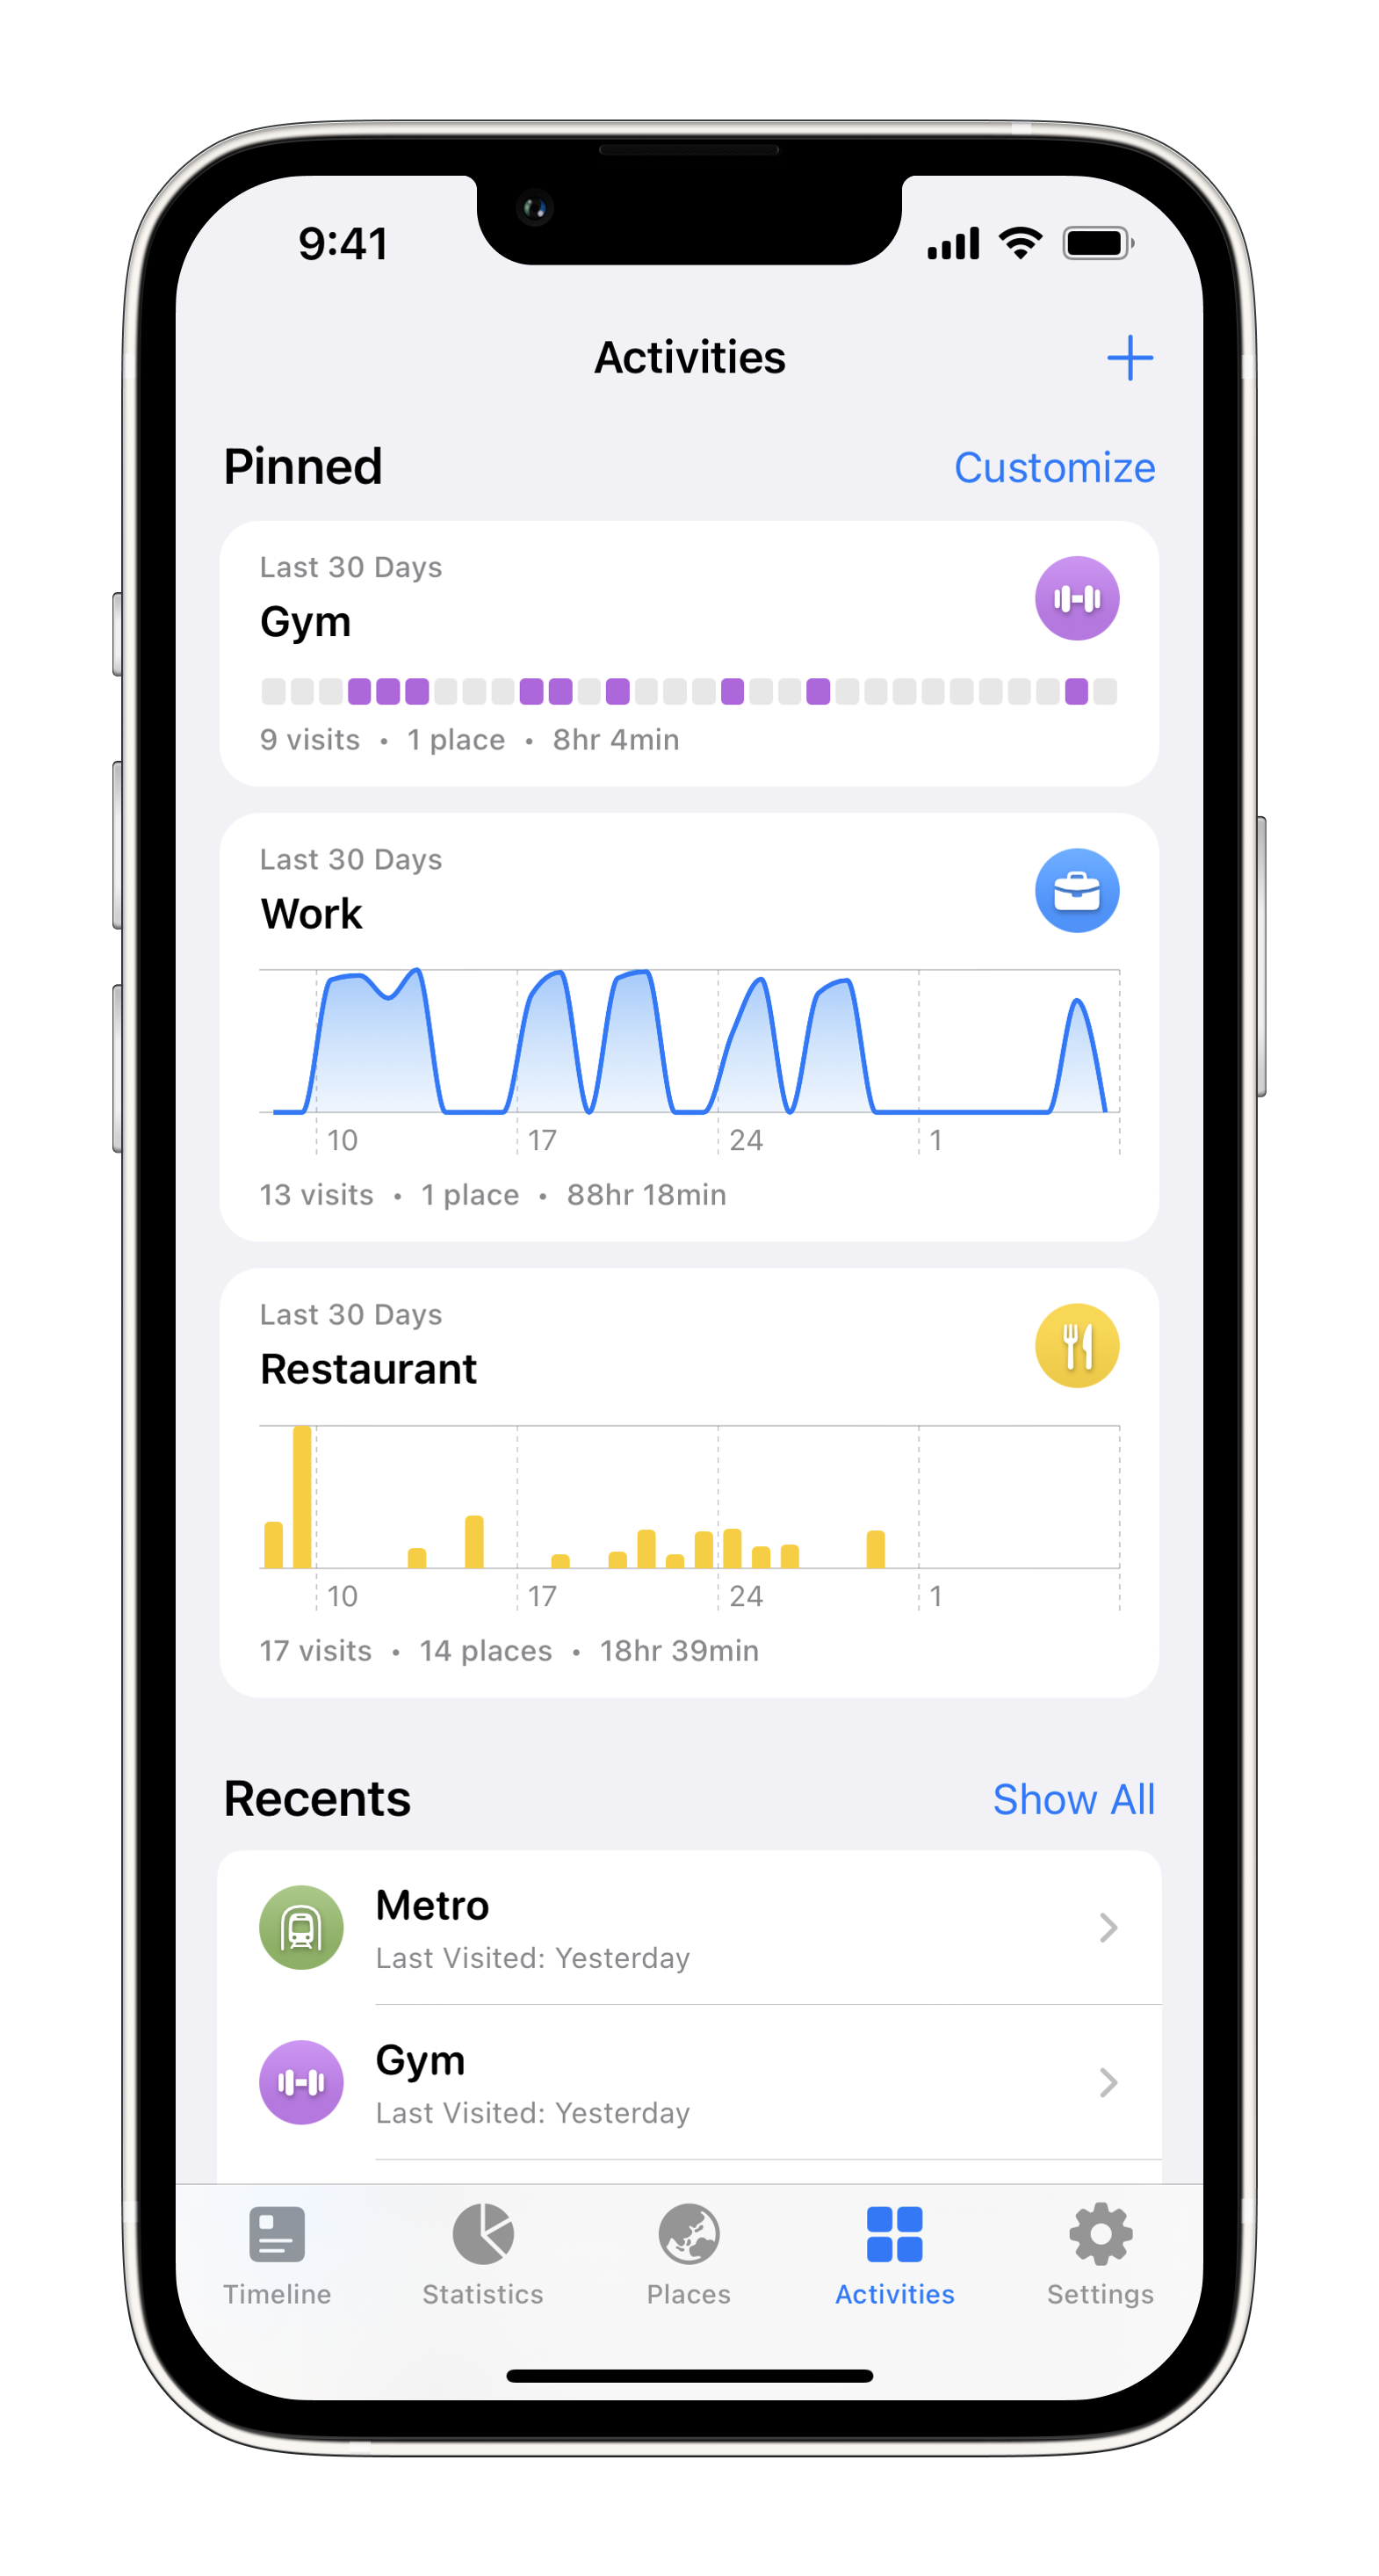 9:41
Activities
Pinned
Customize
Last 30 Days
Gym
9 visits • 1 place • 8hr 4min
Last 30 Days
Work
10 17 24 1
13 visits • 1 place • 88hr 18min
Last 30 Days
Restaurant
10 17 24 1
17 visits • 14 places • 18hr 39min
Recents
Show All
Metro
Last Visited: Yesterday
Gym
Last Visited: Yesterday
Timeline Statistics Places Activities Settings